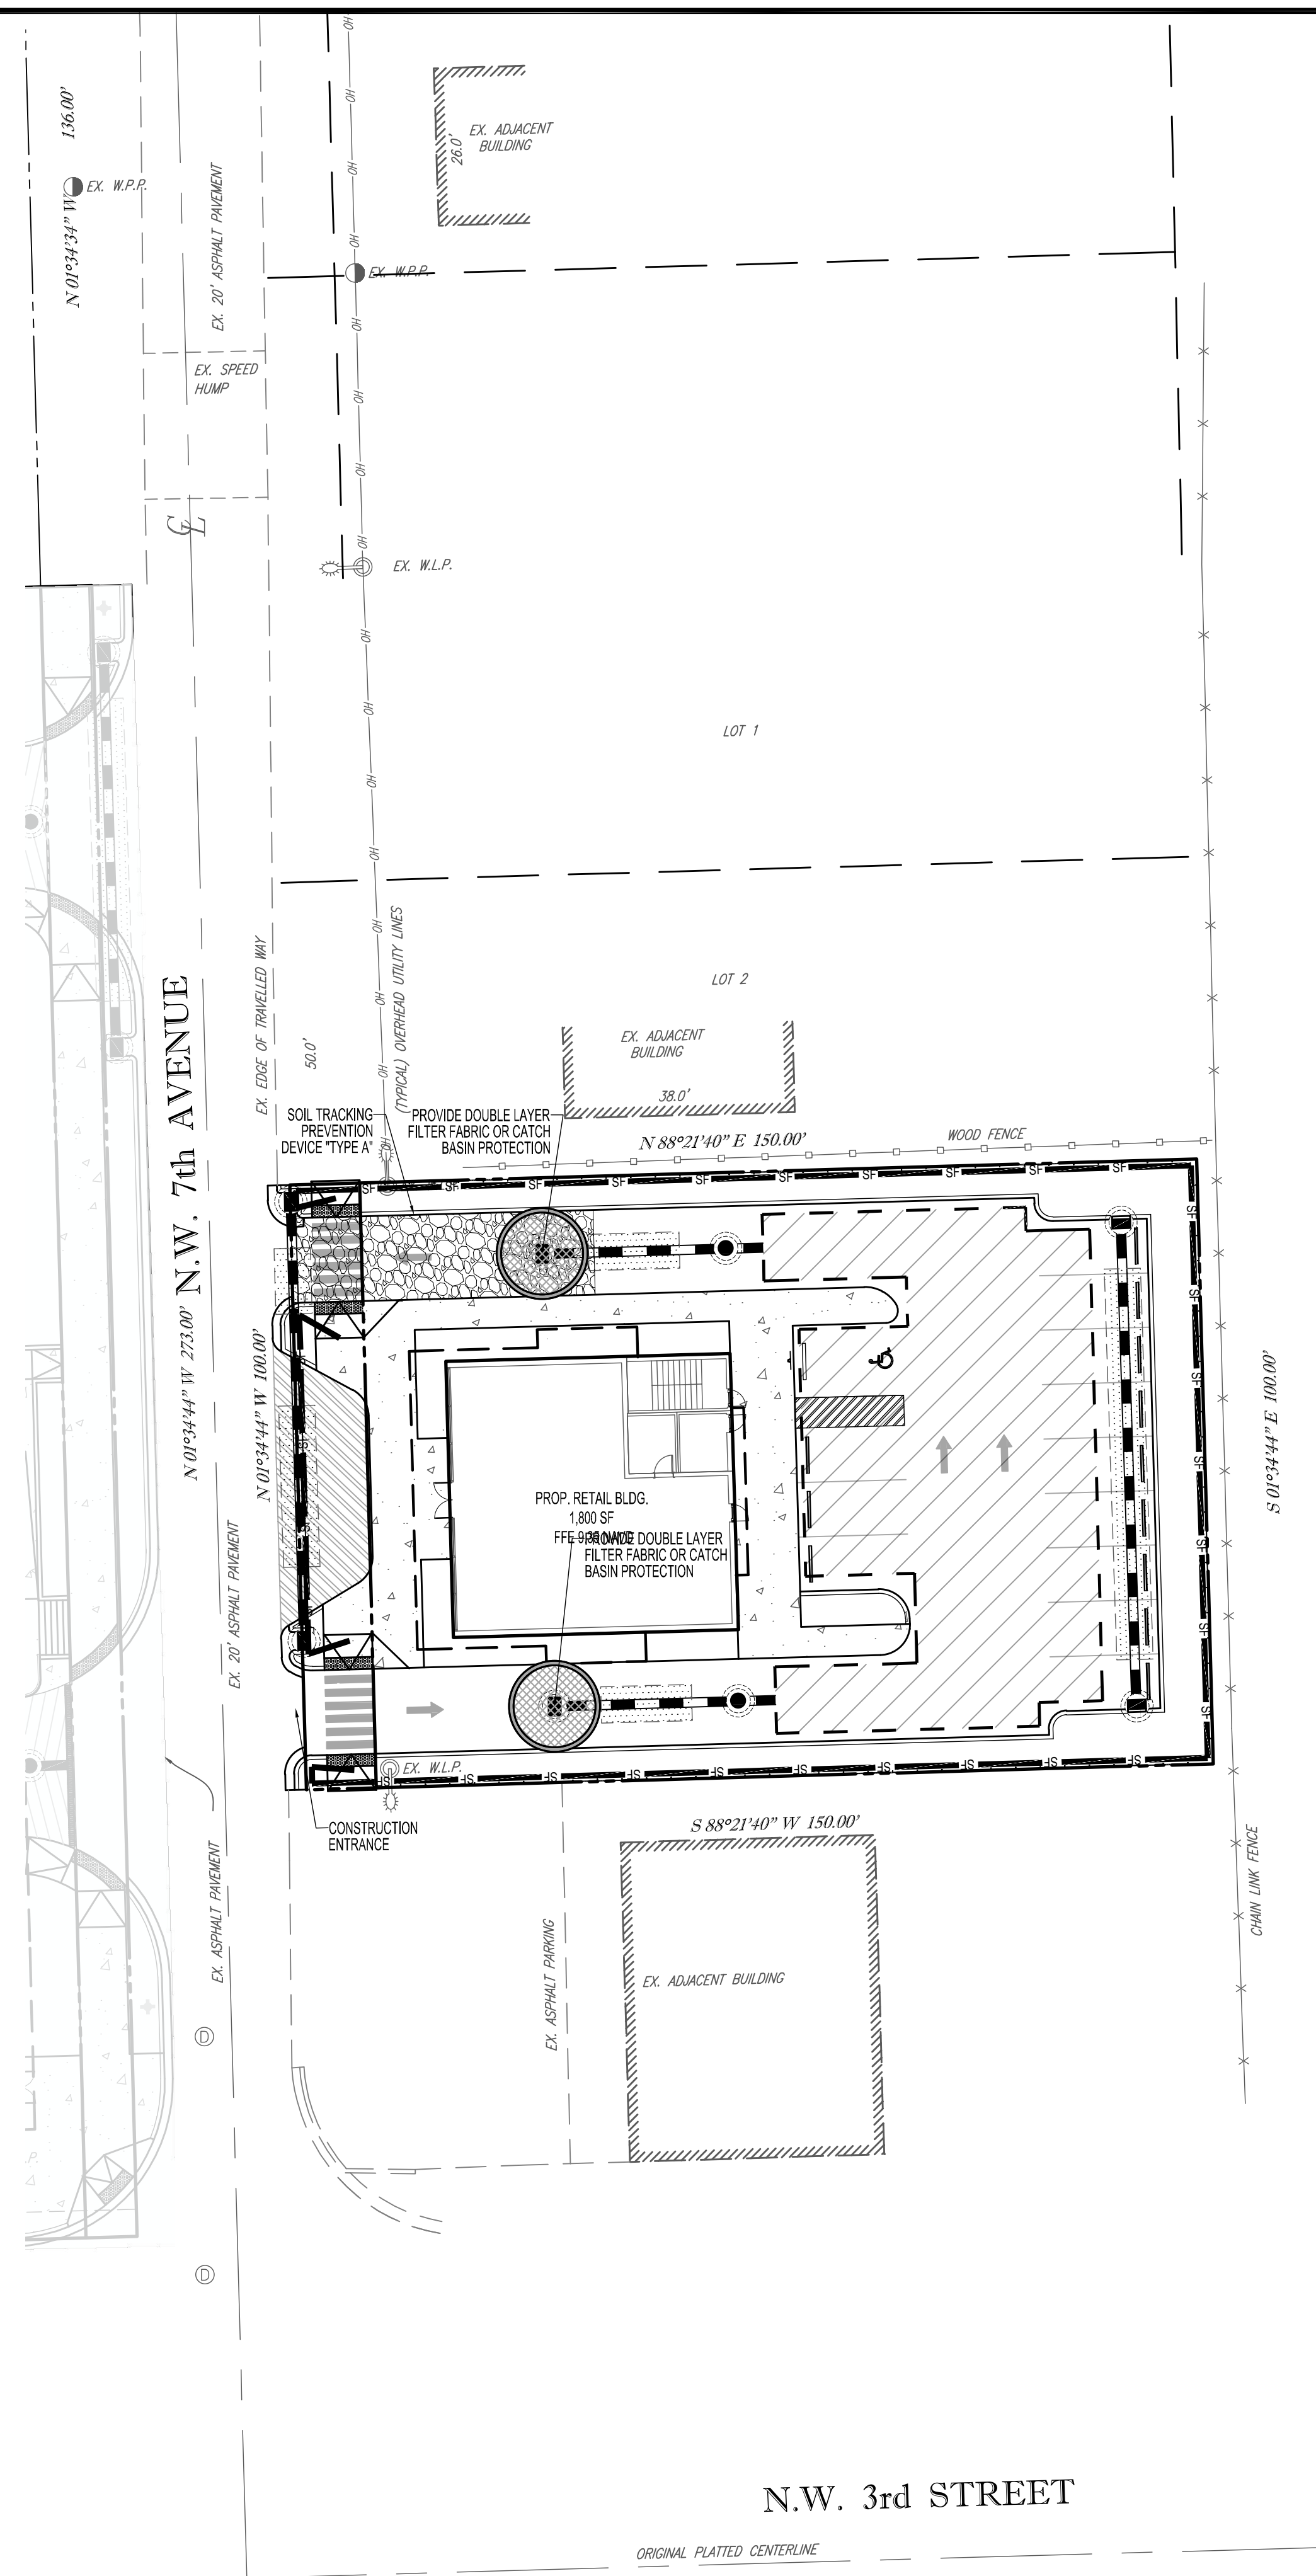 136.00'
N 01°34'34" W
EX. W.P.P.
EX. 20' ASPHALT PAVEMENT
26.0'
EX. ADJACENT
BUILDING
EX. W.P.P.
EX. SPEED
HUMP
CL
EX. W.L.P.
OH
LOT 1
LOT 2
EX. EDGE OF TRAVELLED WAY
(TYPICAL) OVERHEAD UTILITY LINES
50.0'
EX. ADJACENT
BUILDING
38.0'
N.W. 7th AVENUE
SOIL TRACKING
PREVENTION
DEVICE "TYPE A"
PROVIDE DOUBLE LAYER
FILTER FABRIC OR CATCH
BASIN PROTECTION
N 88°21'40" E 150.00'
WOOD FENCE
SF
N 01°34'44" W 273.00'
N 01°34'44" W 100.00'
S 01°34'44" E 100.00'
PROP. RETAIL BLDG.
1,800 SF
FFE
PROVIDE DOUBLE LAYER
FILTER FABRIC OR CATCH
BASIN PROTECTION
EX. 20' ASPHALT PAVEMENT
EX. W.L.P.
CONSTRUCTION
ENTRANCE
S 88°21'40" W 150.00'
CHAIN LINK FENCE
EX. ASPHALT PAVEMENT
EX. ASPHALT PARKING
EX. ADJACENT BUILDING
D
D
N.W. 3rd STREET
ORIGINAL PLATTED CENTERLINE